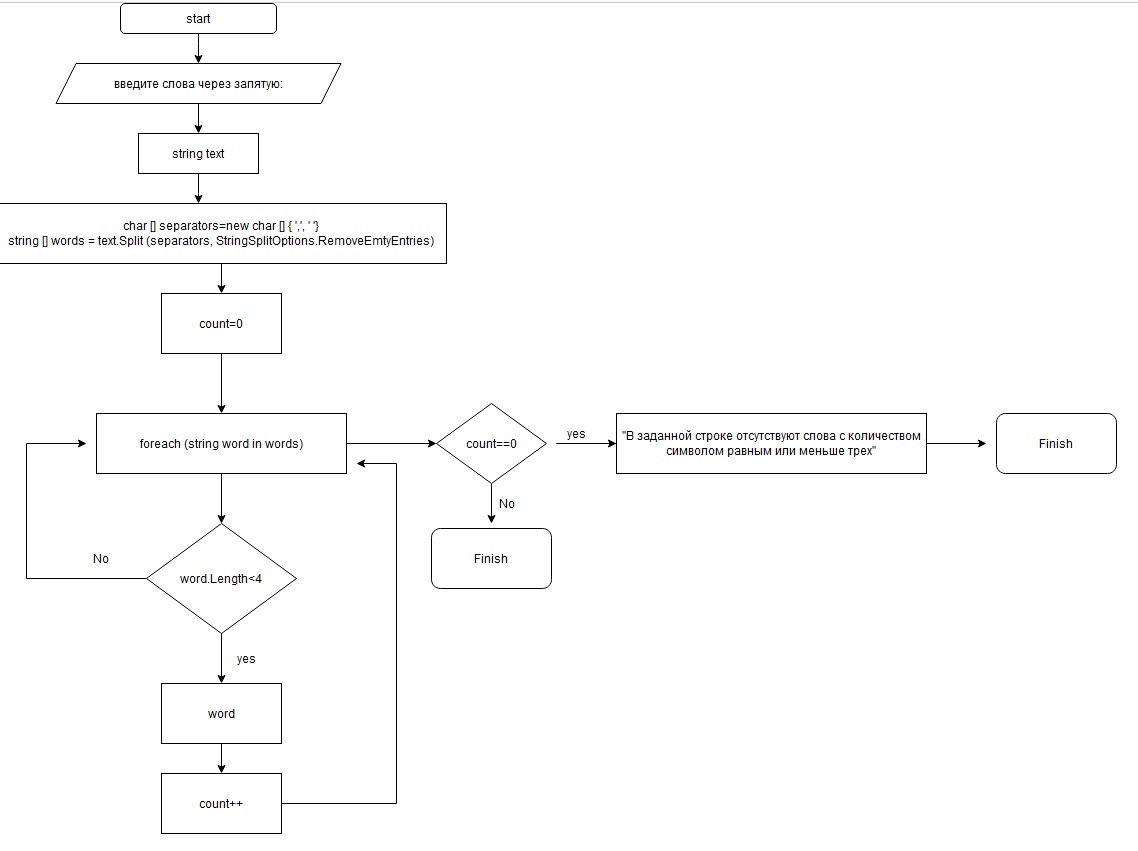 start
введите слова через запятую:
string text
char [] separators=new char [] { ',', ' '}
string [] words = text.Split (separators, StringSplitOptions.RemoveEmtyEntries)
count=0
foreach (string word in words)
count==0
yes
"В заданной строке отсутствуют слова с количеством
символом равным или меньше трех"
Finish
No
Finish
No
word.Length<4
yes
word
count++